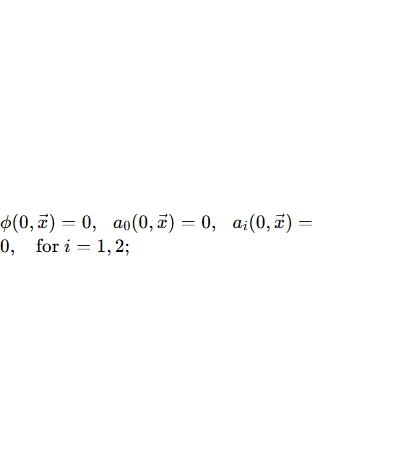 ϕ(0, x⃗) = 0,   a₀(0, x⃗) = 0,   aᵢ(0, x⃗) =
0,   for i = 1, 2;